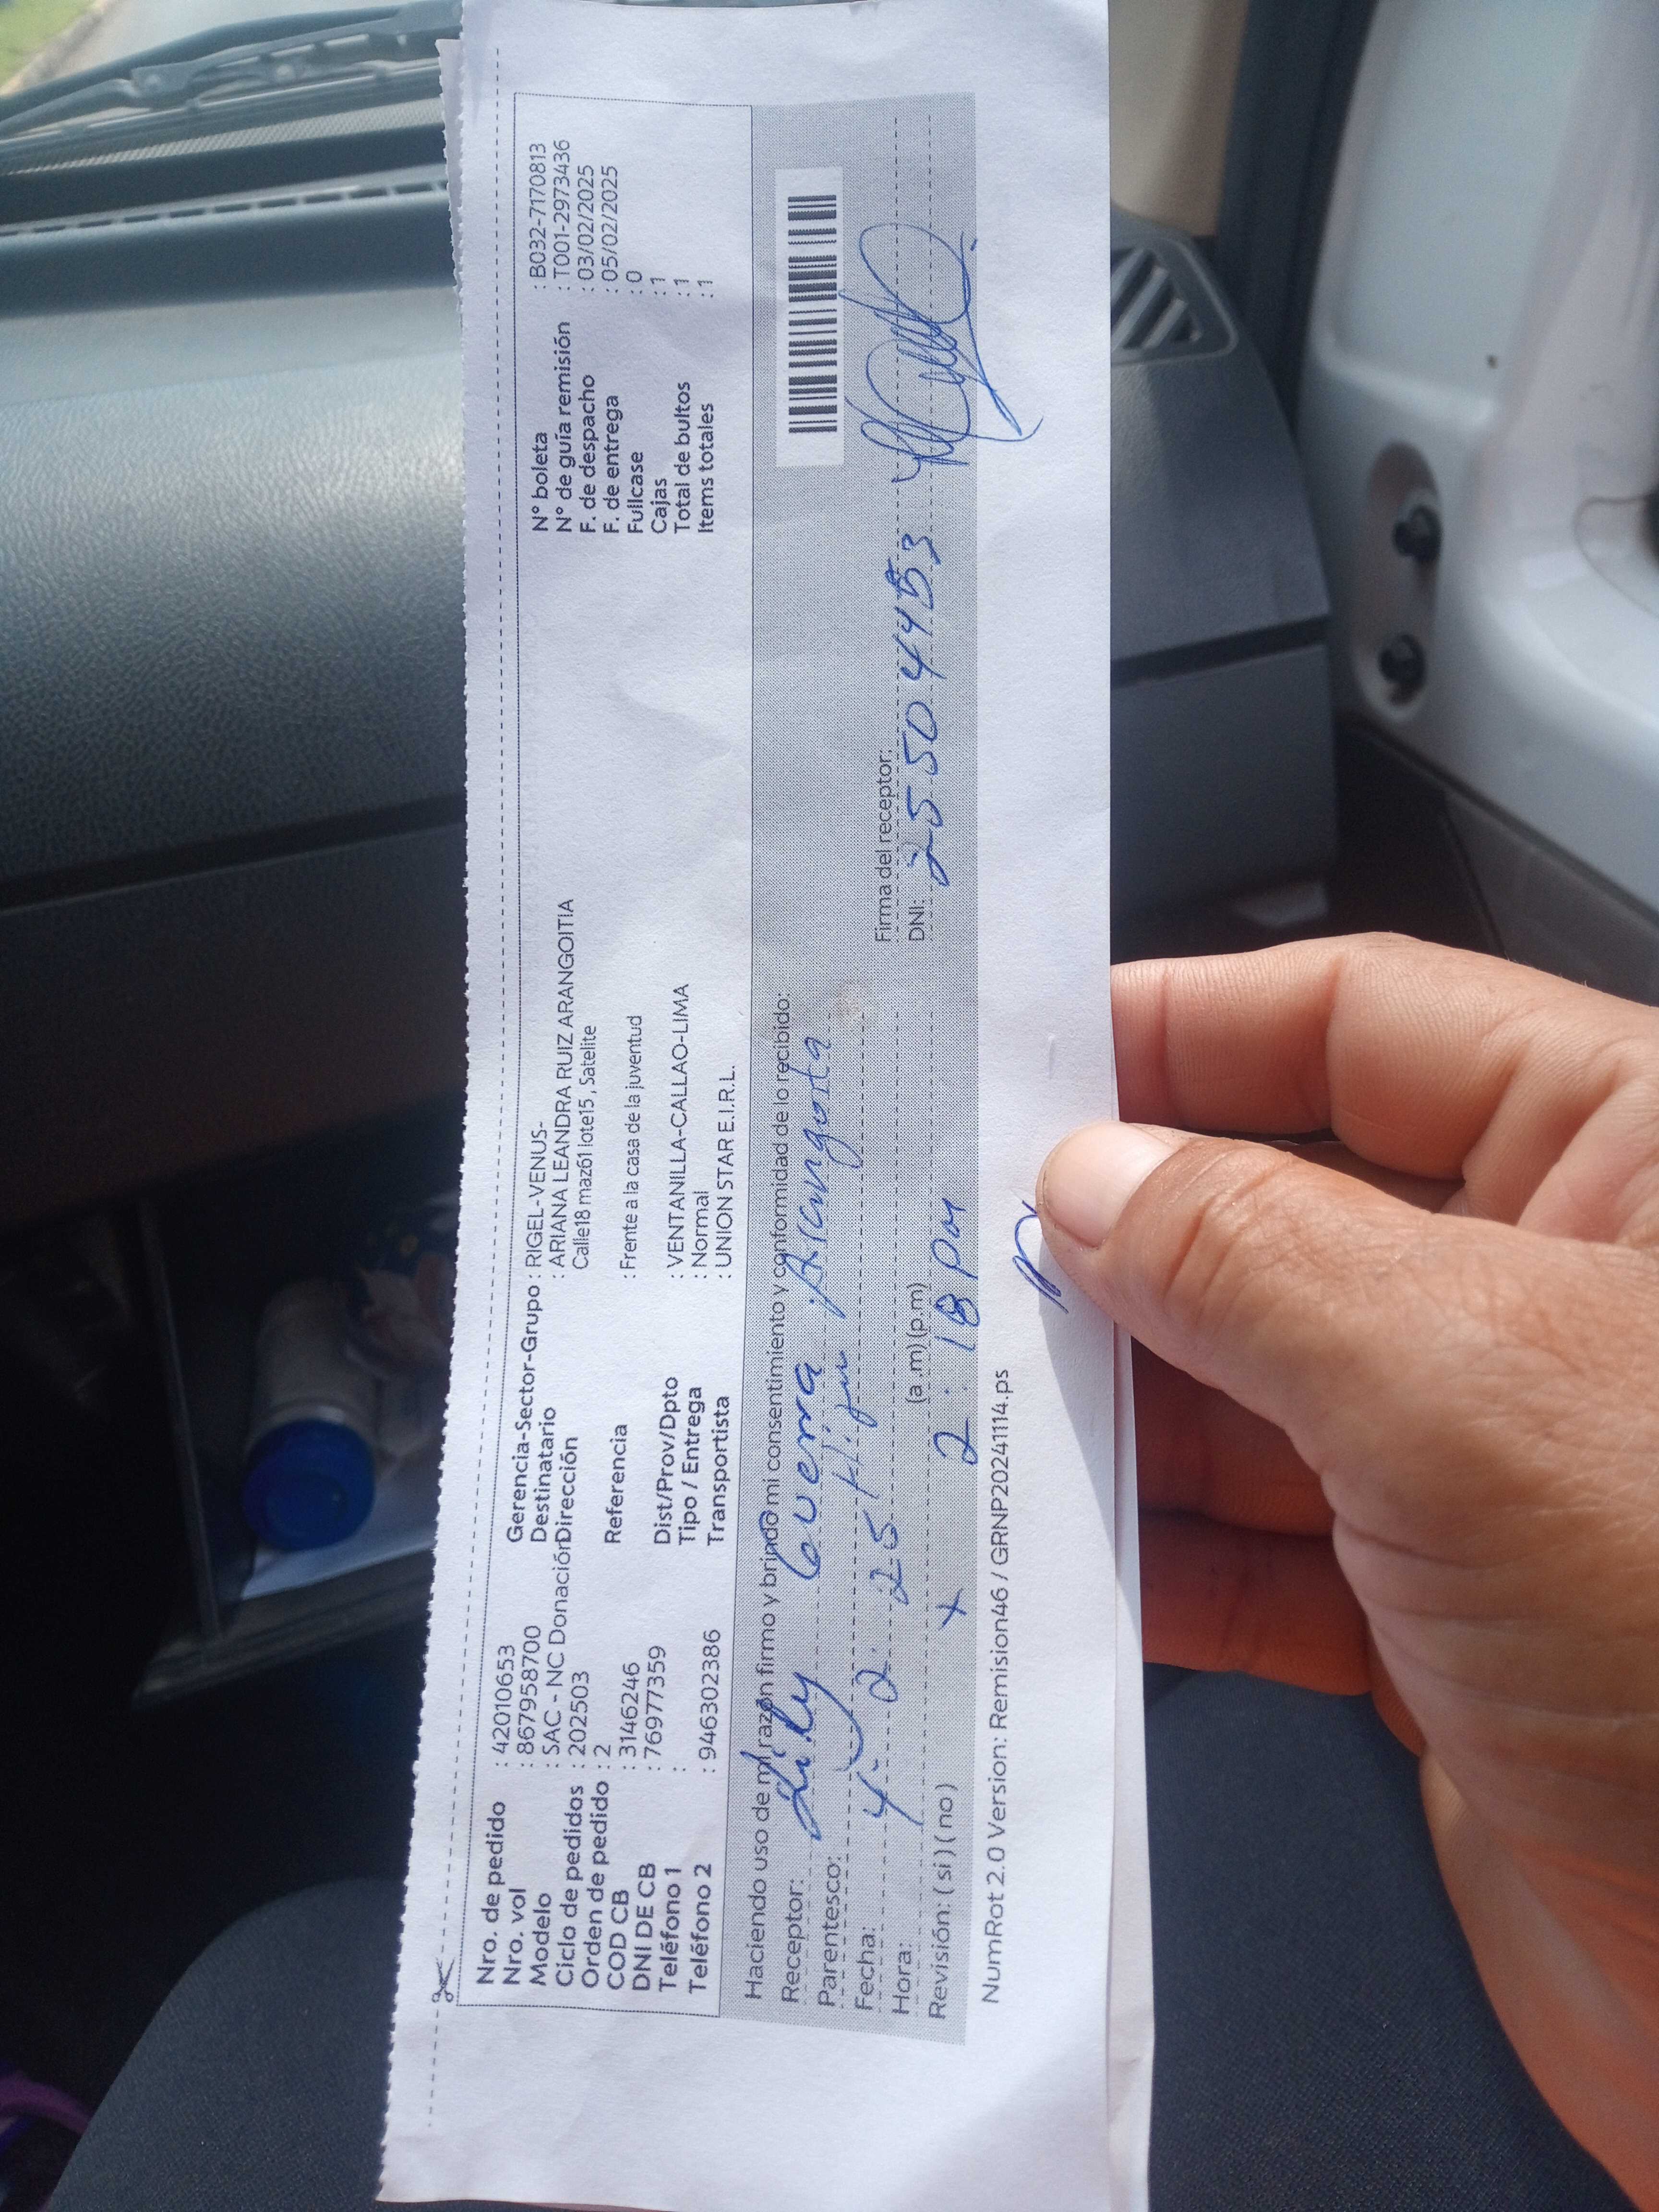 Nro. de pedido : 42010653
Nro. vol : 8679587​00
Modelo : SAC - NC Donación
Ciclo de pedidos : 202503
Orden de pedido : 2
COD CB : 3146246
DNI DE CB : 76977359
Teléfono 1 :
Teléfono 2 : 946302386
Gerencia-Sector-Grupo : RIGEL-VENUS-
Destinatario : ARIANA LEANDRA RUIZ ARANGOITIA
Dirección Calle18 maz61 lote15 , Satelite
Referencia : Frente a la casa de la juventud
Dist/Prov/Dpto : VENTANILLA-CALLAO-LIMA
Tipo / Entrega : Normal
Transportista : UNION STAR E.I.R.L.
N° boleta : B032-7170813
N° de guía remisión : T001-2973436
F. de despacho : 03/02/2025
F. de entrega : 05/02/2025
Fullcase : 0
Cajas : 1
Total de bultos : 1
Items totales : 1
Haciendo uso de mi razón firmo y brindo mi consentimiento y conformidad de lo recibido:
Receptor: Lily Arangoita
Parentesco:
Fecha: 4. 2. 25
Hora: (a .m) (p.m) 2:18 pm
Revisión: ( si ) ( no )
Firma del receptor:
DNI: 25504453
NumRot 2.0 Version: Remision46 / GRNP20241114.ps